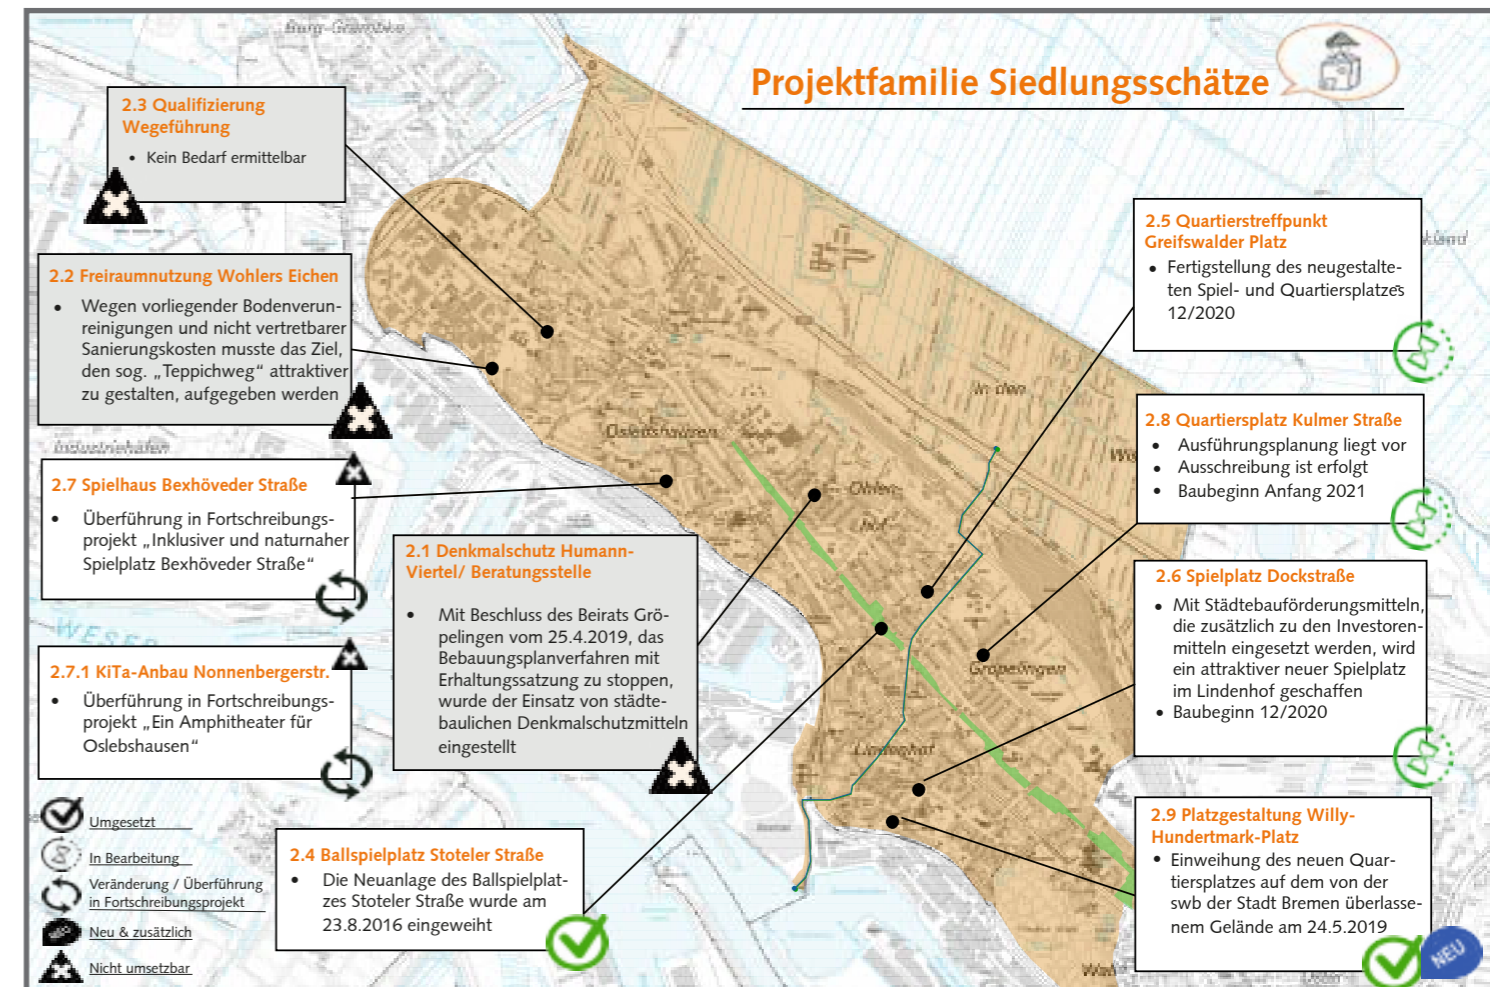 Burg-Grambke
Projektfamilie Siedlungsschätze
2.3 Qualifizierung
Wegeführung
• Kein Bedarf ermittelbar
2.2 Freiraumnutzung Wohlers Eichen
• Wegen vorliegender Bodenverun-
reinigungen und nicht vertretbarer
Sanierungskosten musste das Ziel,
den sog. „Teppichweg“ attraktiver
zu gestalten, aufgegeben werden
Industriehafen
2.7 Spielhaus Bexhöveder Straße
• Überführung in Fortschreibungs-
projekt „Inklusiver und naturnaher
Spielplatz Bexhöveder Straße“
WESER
2.7.1 KiTa-Anbau Nonnenbergerstr.
• Überführung in Fortschreibungs-
projekt „Ein Amphitheater für
Oslebshausen“
2.1 Denkmalschutz Humann-
Viertel/ Beratungsstelle
• Mit Beschluss des Beirats Grö-
pelingen vom 25.4.2019, das
Bebauungsplanverfahren mit
Erhaltungssatzung zu stoppen,
wurde der Einsatz von städte-
baulichen Denkmalschutzmitteln
eingestellt
2.4 Ballspielplatz Stoteler Straße
• Die Neuanlage des Ballspielplat-
zes Stoteler Straße wurde am
23.8.2016 eingeweiht
Oslebshausen
Ohlen-
hof
In den
Gröpelingen
Lindenhof
2.5 Quartierstreffpunkt
Greifswalder Platz
• Fertigstellung des neugestalte-
ten Spiel- und Quartiersplatzes
12/2020
2.8 Quartiersplatz Kulmer Straße
• Ausführungsplanung liegt vor
• Ausschreibung ist erfolgt
• Baubeginn Anfang 2021
2.6 Spielplatz Dockstraße
• Mit Städtebauförderungsmitteln,
die zusätzlich zu den Investoren-
mitteln eingesetzt werden, wird
ein attraktiver neuer Spielplatz
im Lindenhof geschaffen
• Baubeginn 12/2020
2.9 Platzgestaltung Willy-
Hundertmark-Platz
• Einweihung des neuen Quar-
tiersplatzes auf dem von der
swb der Stadt Bremen überlasse-
nem Gelände am 24.5.2019
NEU
Umgesetzt
In Bearbeitung
Veränderung / Überführung
in Fortschreibungsprojekt
Neu & zusätzlich
Nicht umsetzbar